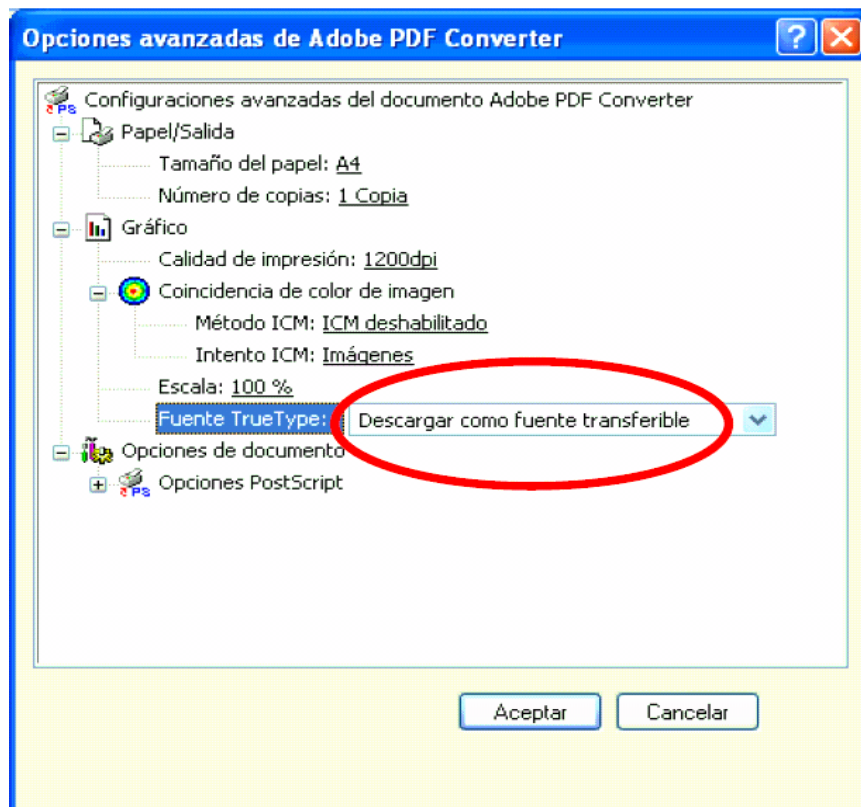 Opciones avanzadas de Adobe PDF Converter
Configuraciones avanzadas del documento Adobe PDF Converter
Papel/Salida
Tamaño del papel: A4
Número de copias: 1 Copia
Gráfico
Calidad de impresión: 1200dpi
Coincidencia de color de imagen
Método ICM: ICM deshabilitado
Intento ICM: Imágenes
Escala: 100 %
Fuente TrueType: Descargar como fuente transferible
Opciones de documento
Opciones PostScript
Aceptar Cancelar